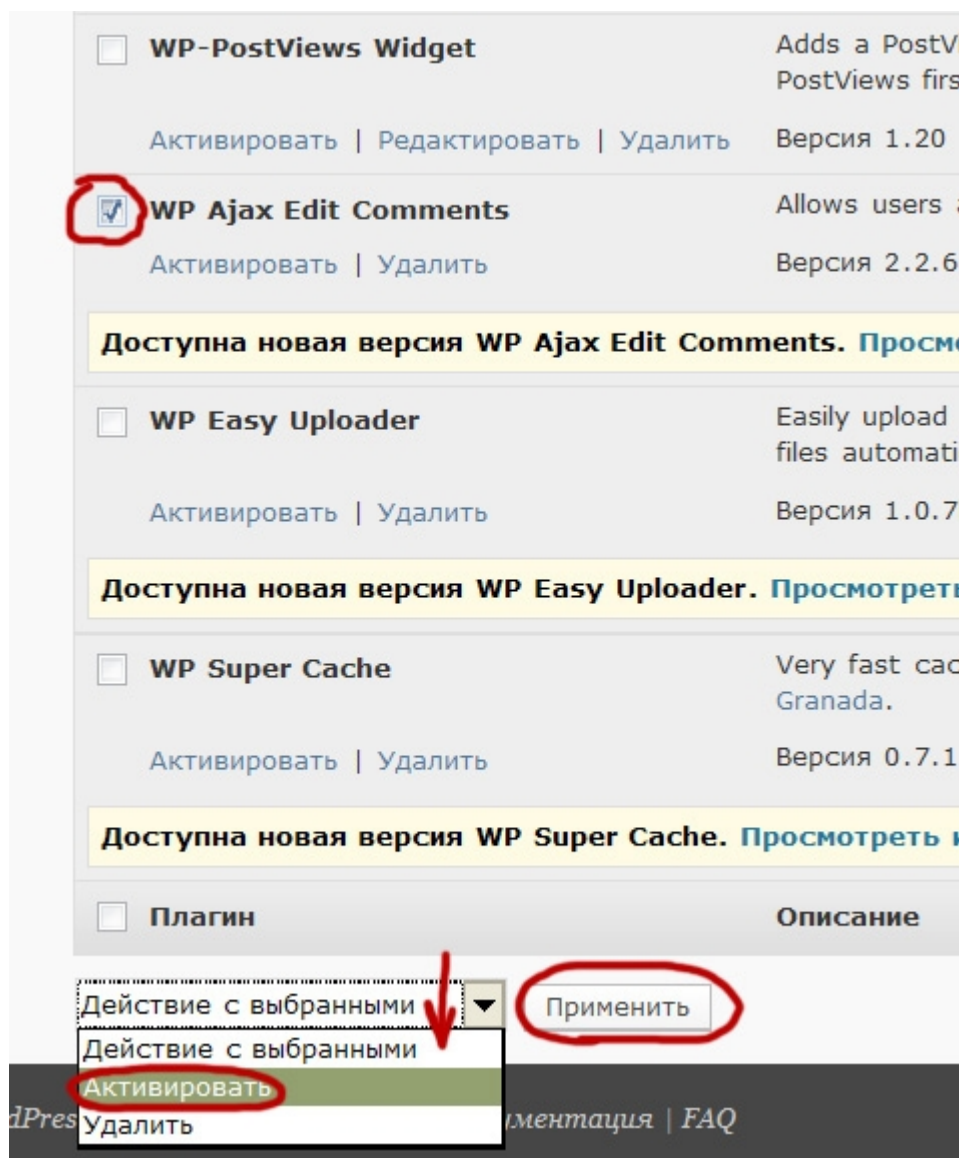 WP-PostViews Widget
Adds a
PostViews
Активировать | Редактировать | Удалить
Версия 1.20
WP Ajax Edit Comments
Allows users
Активировать | Удалить
Версия 2.2.6
Доступна новая версия WP Ajax Edit Comments.
WP Easy Uploader
Easily upload
files
Активировать | Удалить
Версия 1.0.7
Доступна новая версия WP Easy Uploader. Просмотреть
WP Super Cache
Very fast
Granada.
Активировать | Удалить
Версия 0.7.1
Доступна новая версия WP Super Cache. Просмотреть
Плагин
Описание
Действие с выбранными
Применить
Действие с выбранными
Активировать
Удалить
| FAQ